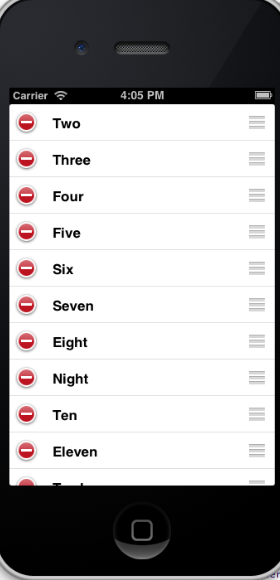 Carrier 4:05 PM
Two
Three
Four
Five
Six
Seven
Eight
Night
Ten
Eleven